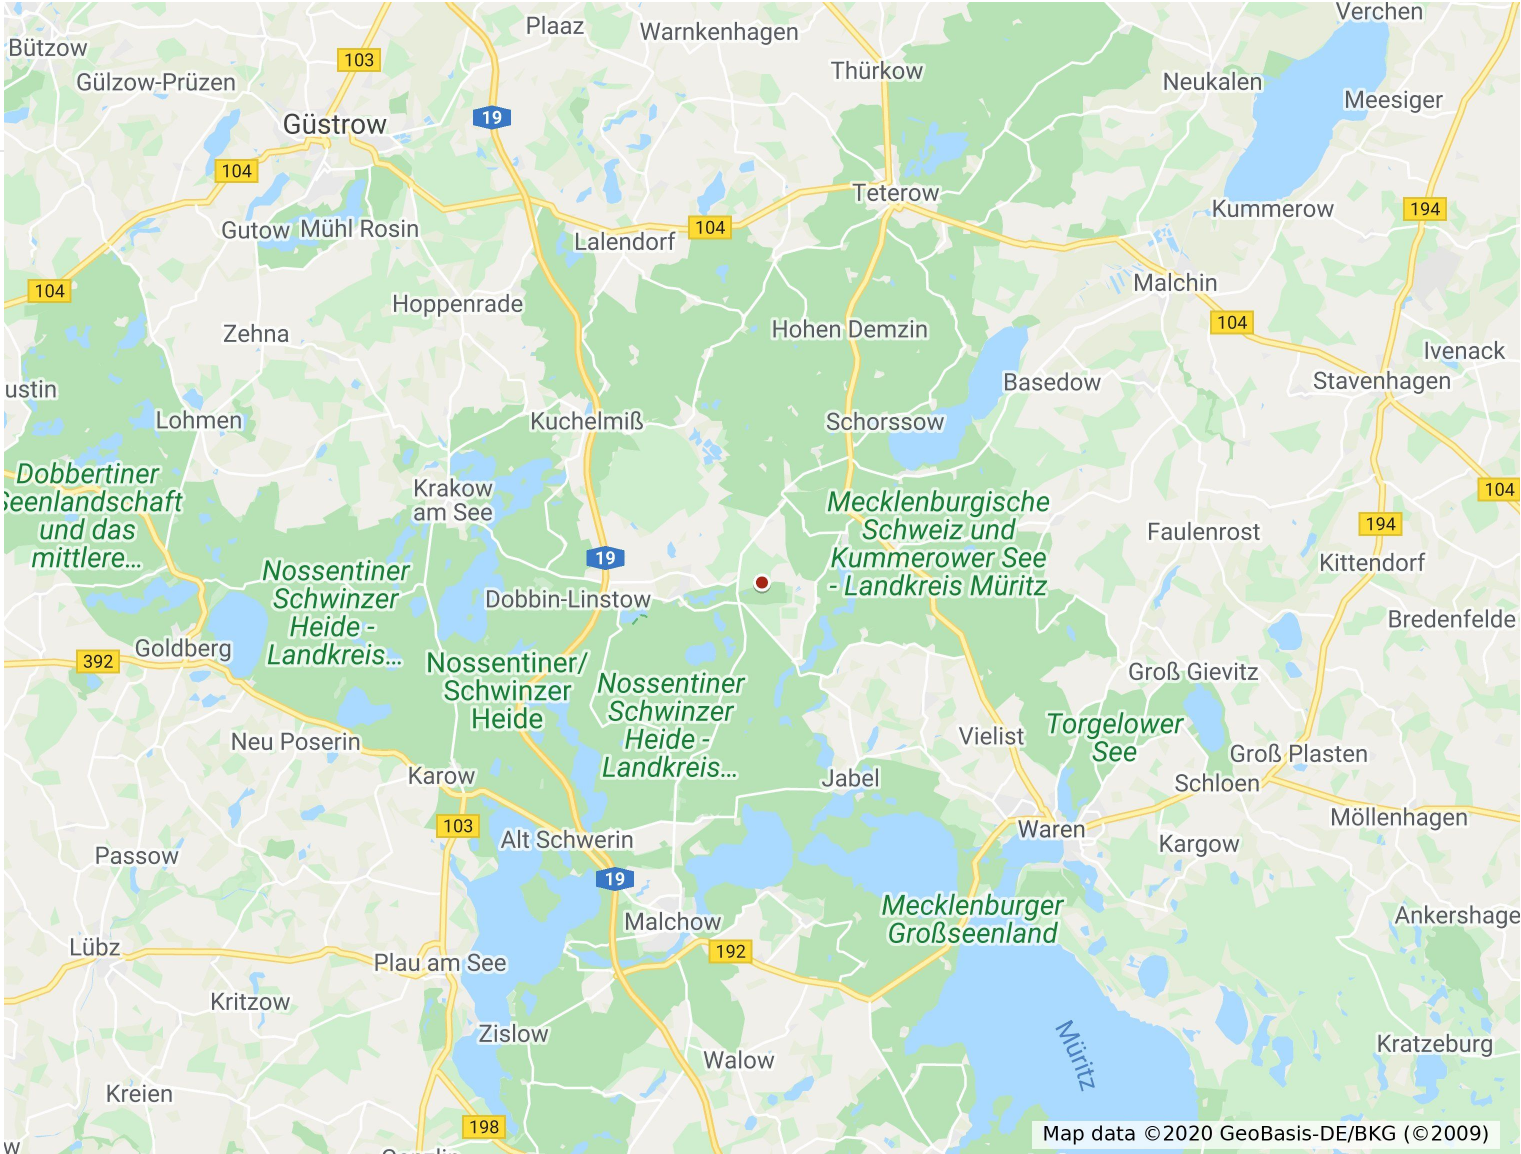 Verchen
Plaaz
Warnkenhagen
Bützow
103
Thürkow
Gülzow-Prüzen
Neukalen
Meesiger
Güstrow
19
104
Teterow
Kummerow
194
Gutow
Mühl Rosin
104
Lalendorf
Malchin
104
Hoppenrade
Hohen Demzin
104
Zehna
Ivenack
ustin
Basedow
Stavenhagen
Lohmen
Kuchelmiß
Schorssow
Dobbertiner
Seenlandschaft
und das
mittlere...
Krakow
am See
104
Mecklenburgische
Schweiz und
Kummerower See
- Landkreis Müritz
194
Faulenrost
19
Kittendorf
Nossentiner
Schwinzer
Heide -
Landkreis...
Dobbin-Linstow
Bredenfelde
Goldberg
392
Nossentiner/
Schwinzer
Heide
Groß Gievitz
Nossentiner
Schwinzer
Heide -
Landkreis...
Torgelower
See
Vielist
Neu Poserin
Groß Plasten
Karow
Jabel
Schloen
103
Möllenhagen
Alt Schwerin
Waren
Kargow
Passow
19
Mecklenburger
Großseenland
Malchow
Ankershage
Lübz
192
Plau am See
Kritzow
Zislow
Müritz
Walow
Kratzeburg
Kreien
198
w
Map data ©2020 GeoBasis-DE/BKG (©2009)